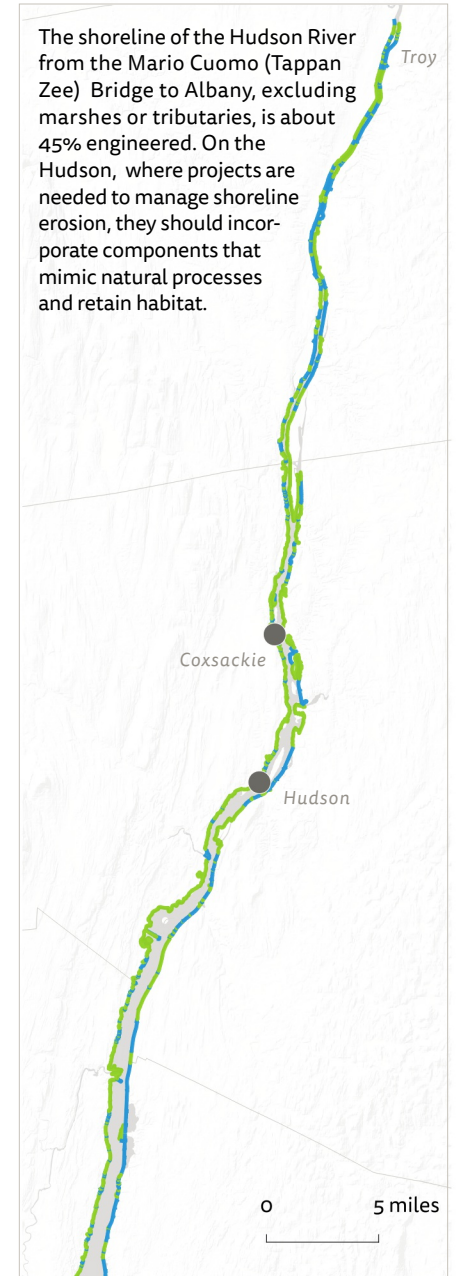 The shoreline of the Hudson River
from the Mario Cuomo (Tappan
Zee) Bridge to Albany, excluding
marshes or tributaries, is about
45% engineered. On the
Hudson, where projects are
needed to manage shoreline
erosion, they should incor-
porate components that
mimic natural processes
and retain habitat.
Troy
Coxsackie
Hudson
0 5 miles